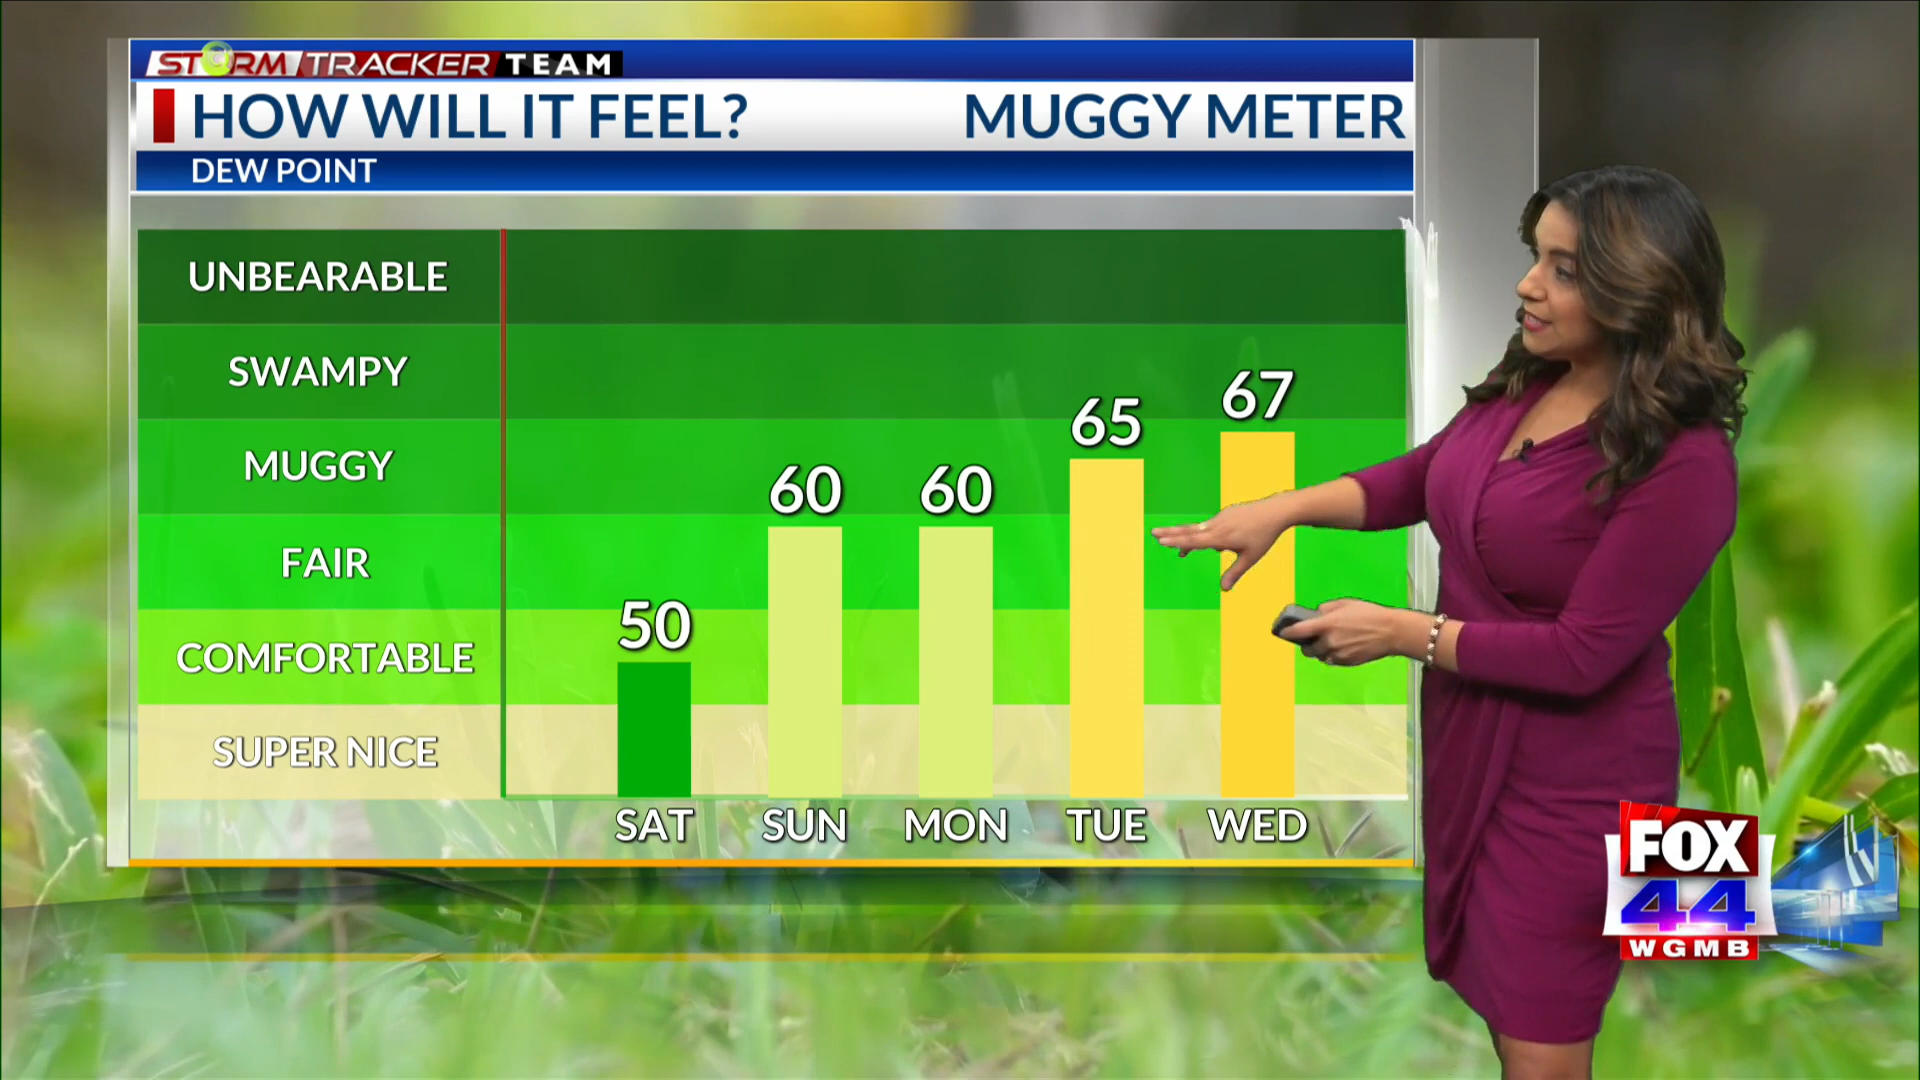 STORM TRACKER TEAM
HOW WILL IT FEEL? MUGGY METER
DEW POINT
UNBEARABLE
SWAMPY
MUGGY
FAIR
COMFORTABLE
SUPER NICE
50
60
60
65
67
SAT SUN MON TUE WED
FOX
44
WGMB